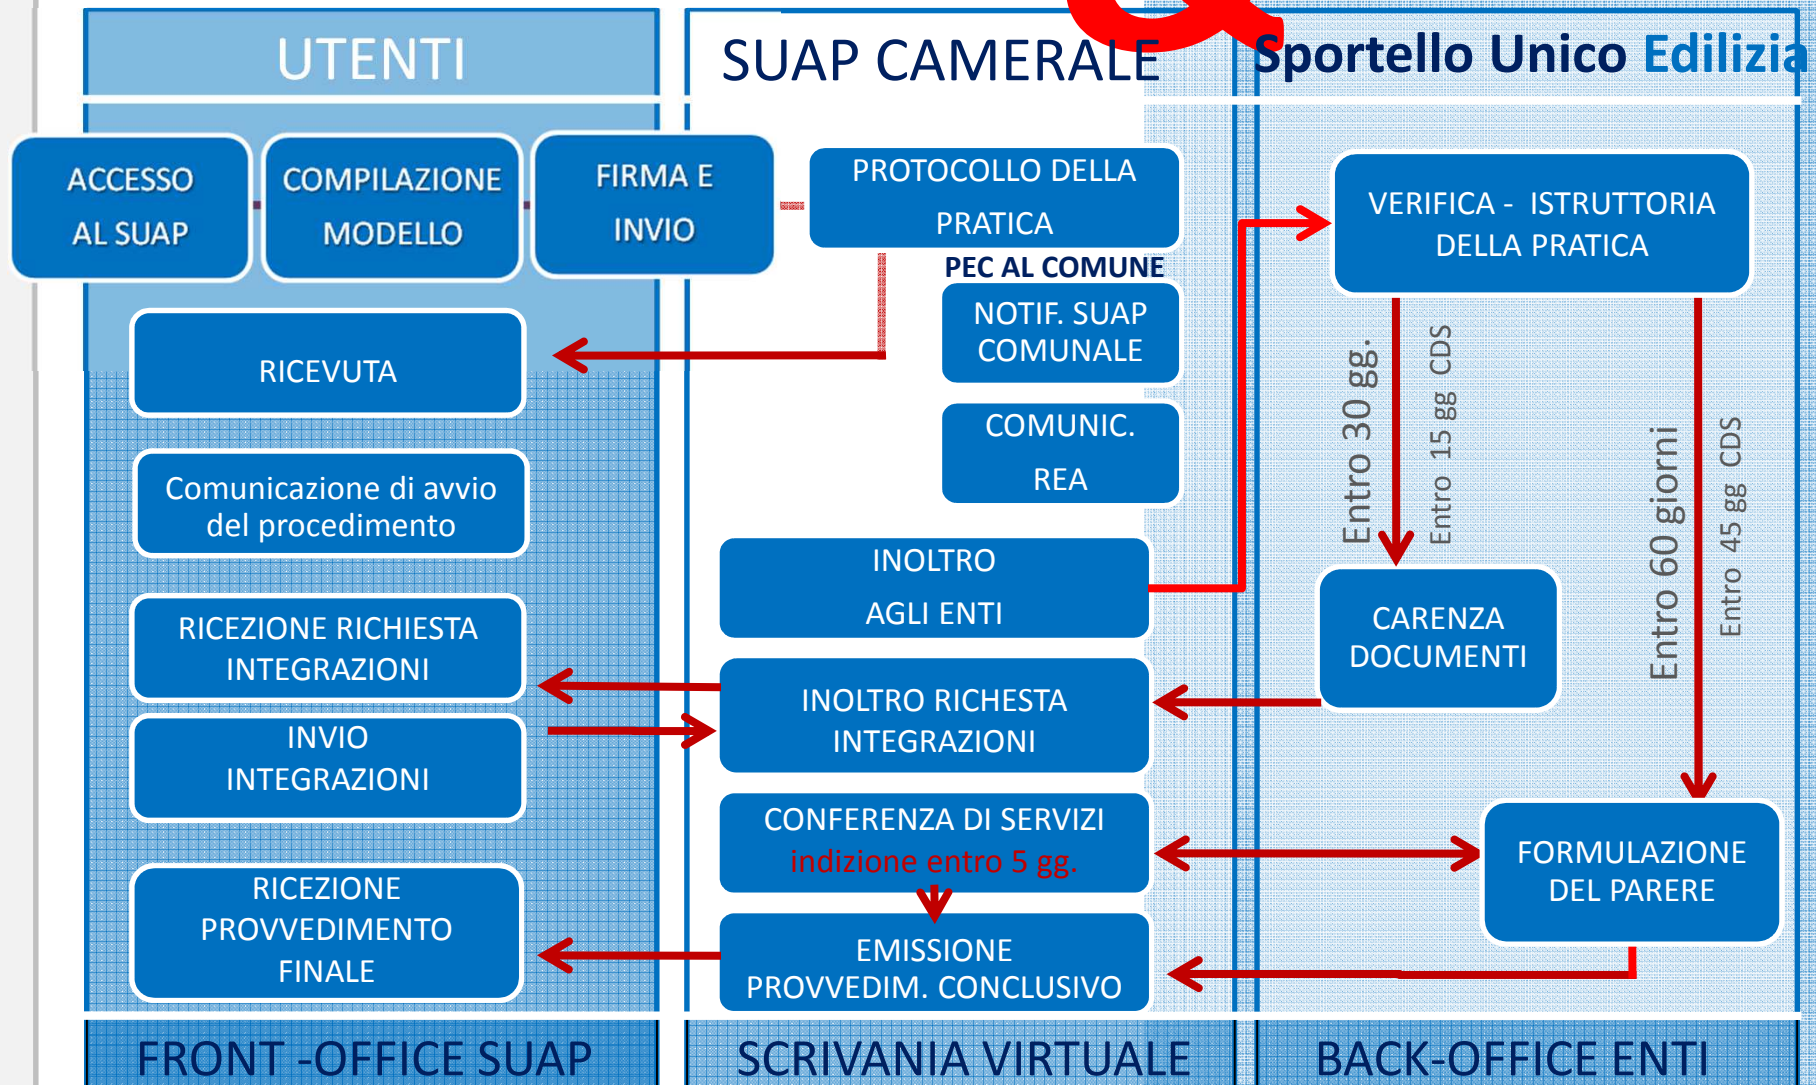 UTENTI
SUAP CAMERALE
Sportello Unico Edilizia
ACCESSO
AL SUAP
COMPILAZIONE
MODELLO
FIRMA E
INVIO
PROTOCOLLO DELLA
PRATICA
PEC AL COMUNE
NOTIF. SUAP
COMUNALE
COMUNIC.
REA
VERIFICA - ISTRUTTORIA
DELLA PRATICA
RICEVUTA
Comunicazione di avvio
del procedimento
INOLTRO
AGLI ENTI
Entro 30 gg.
Entro 15 gg CDS
Entro 60 giorni
Entro 45 gg CDS
CARENZA
DOCUMENTI
RICEZIONE RICHIESTA
INTEGRAZIONI
INOLTRO RICHESTA
INTEGRAZIONI
INVIO
INTEGRAZIONI
CONFERENZA DI SERVIZI
indizione entro 5 gg.
FORMULAZIONE
DEL PARERE
RICEZIONE
PROVVEDIMENTO
FINALE
EMISSIONE
PROVVEDIM. CONCLUSIVO
FRONT -OFFICE SUAP
SCRIVANIA VIRTUALE
BACK-OFFICE ENTI